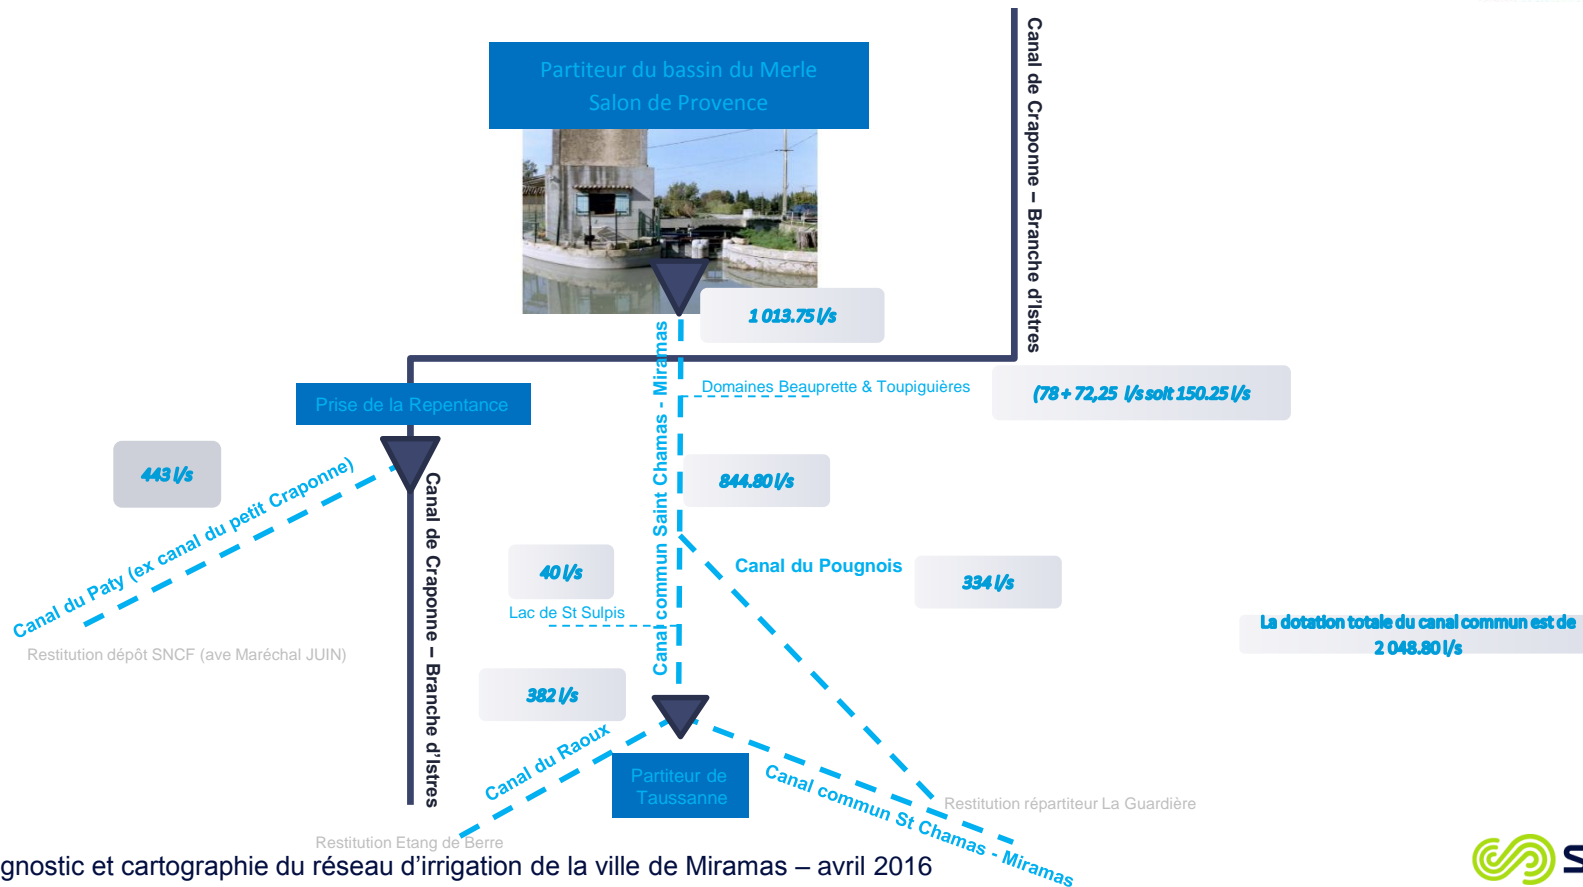 Partiteur du bassin du Merle
Salon de Provence
Canal de Craponne – Branche d'Istres
1 013.75 l/s
Domaines Beauprette & Toupiguières
(78 + 72,25 l/s soit 150.25 l/s
Prise de la Repentance
Canal commun Saint Chamas - Miramas
443 l/s
844.80 l/s
Canal du Paty (ex canal du petit Craponne)
Canal de Craponne – Branche d'Istres
40 l/s
Canal du Pougnois
334 l/s
Lac de St Sulpis
La dotation totale du canal commun est de
2 048.80 l/s
Restitution dépôt SNCF (ave Maréchal JUIN)
382 l/s
Canal du Raoux
Partiteur de
Taussanne
Canal commun St Chamas - Miramas
Restitution répartiteur La Guardière
Restitution Etang de Berre
gnostic et cartographie du réseau d'irrigation de la ville de Miramas – avril 2016
S